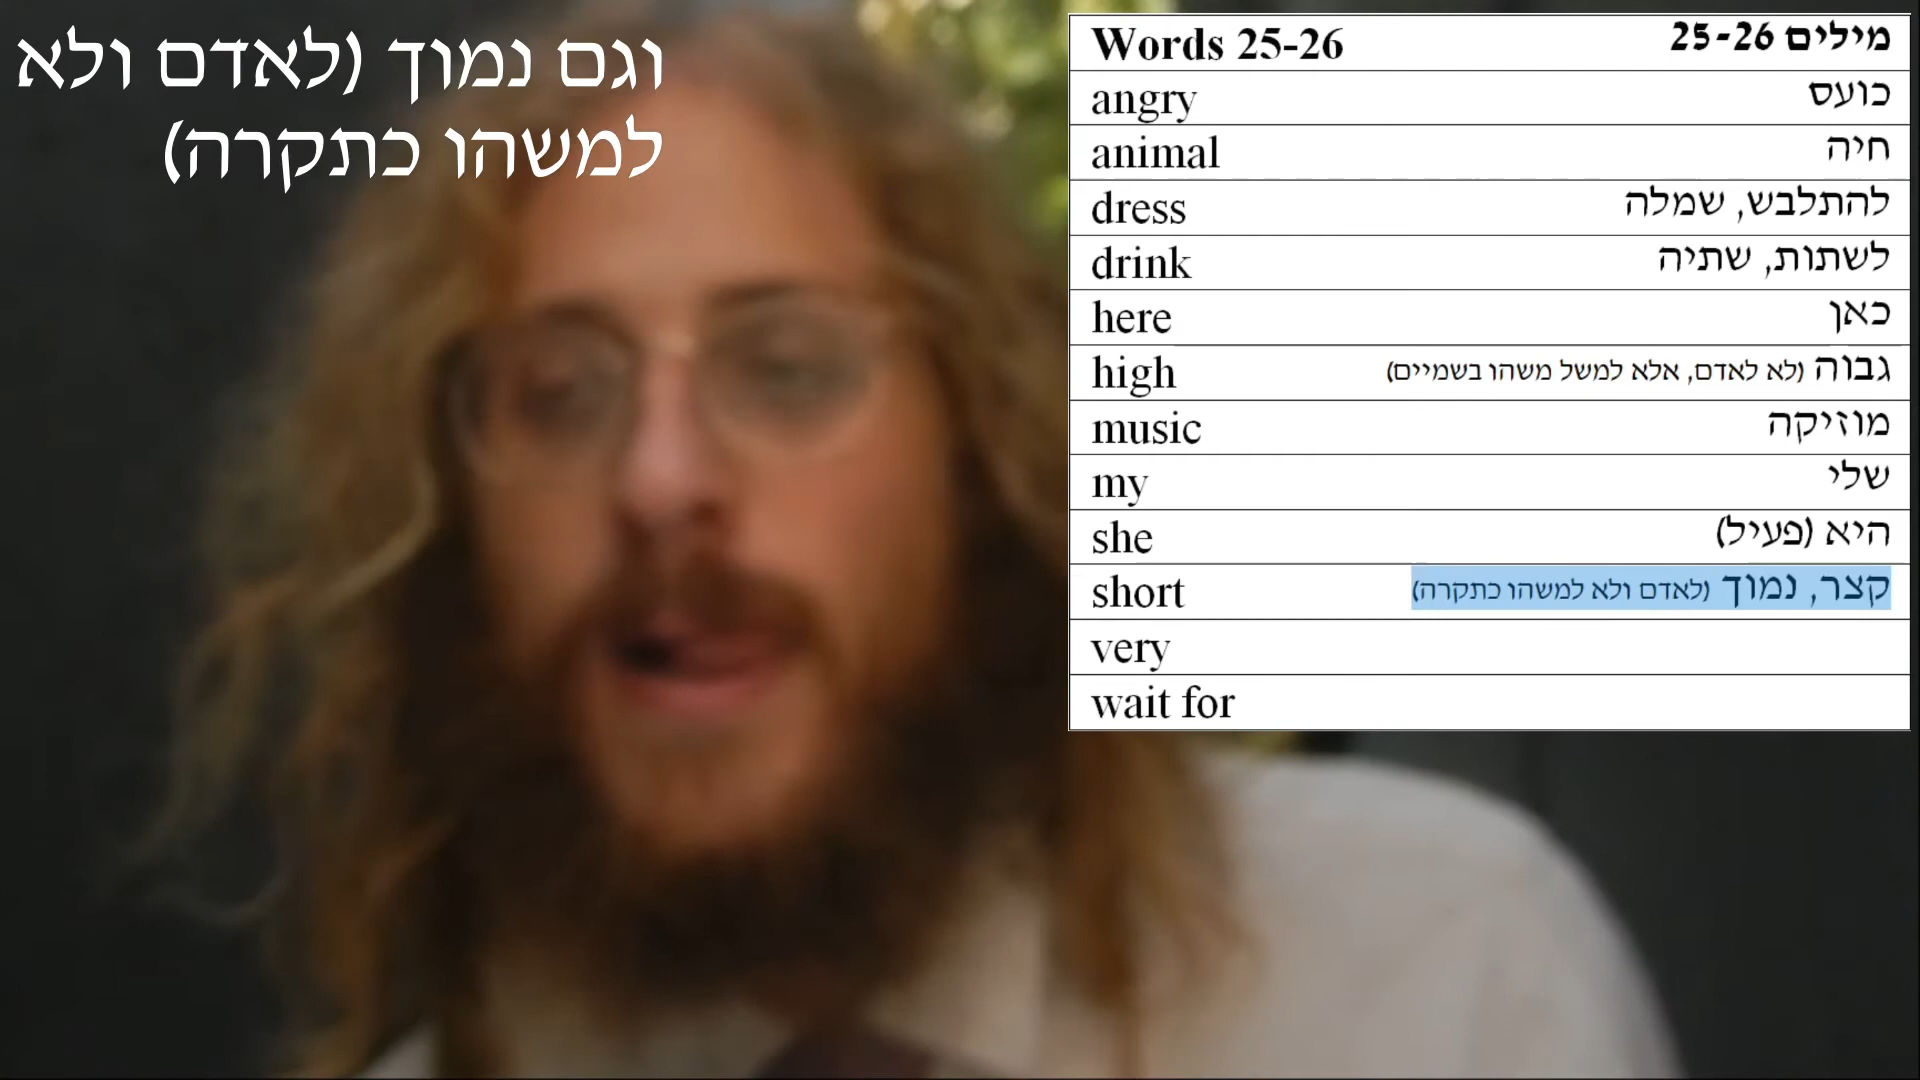 וגם נמוך (לאדם ולא
למשהו כתקרה)
Words 25-26 מילים 25-26
angry כועס
animal חיה
dress להתלבש, שמלה
drink לשתות, שתיה
here כאן
high גבוה (לא לאדם, אלא למשל משהו בשמיים)
music מוזיקה
my שלי
she היא (פעיל)
short קצר, נמוך (לאדם ולא למשהו כתקרה)
very
wait for